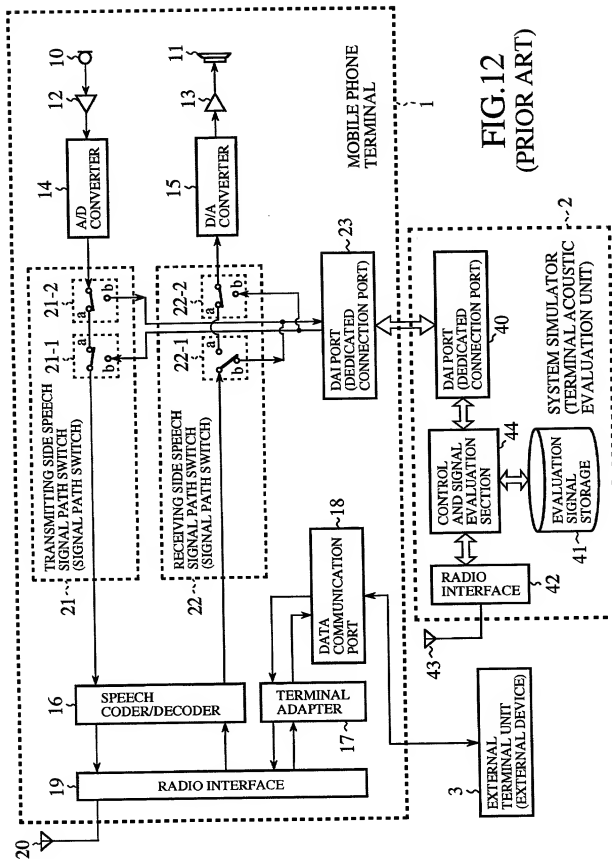 FIG.12
(PRIOR ART)
MOBILE PHONE
TERMINAL
1
10
12
11
13
14
A/D
CONVERTER
15
D/A
CONVERTER
21-2
a
b
21-1
a
b
22-2
a
b
22-1
a
b
TRANSMITTING SIDE SPEECH
SIGNAL PATH SWITCH
(SIGNAL PATH SWITCH)
21
RECEIVING SIDE SPEECH
SIGNAL PATH SWITCH
(SIGNAL PATH SWITCH)
22
23
DAI PORT
(DEDICATED
CONNECTION PORT)
16
SPEECH
CODER/DECODER
18
DATA
COMMUNICATION
PORT
TERMINAL
ADAPTER
17
19
RADIO INTERFACE
20
2
DAI PORT
(DEDICATED
CONNECTION PORT)
40
SYSTEM SIMULATOR
(TERMINAL ACOUSTIC
EVALUATION UNIT)
44
CONTROL
AND SIGNAL
EVALUATION
SECTION
EVALUATION
SIGNAL
STORAGE
41
RADIO
INTERFACE
42
43
3
EXTERNAL
TERMINAL UNIT
(EXTERNAL DEVICE)